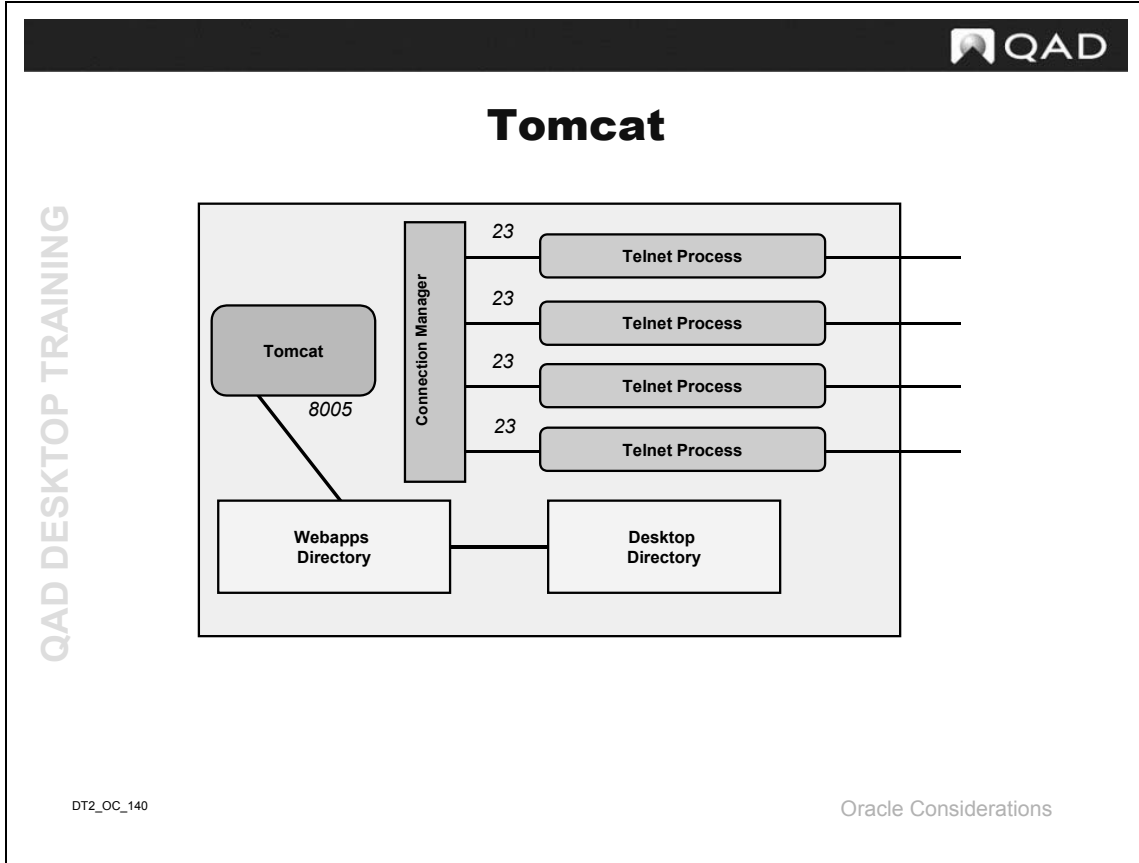 QAD
Tomcat
QAD DESKTOP TRAINING
Tomcat
8005
Connection Manager
23
Telnet Process
23
Telnet Process
23
Telnet Process
23
Telnet Process
Webapps
Directory
Desktop
Directory
DT2_OC_140
Oracle Considerations